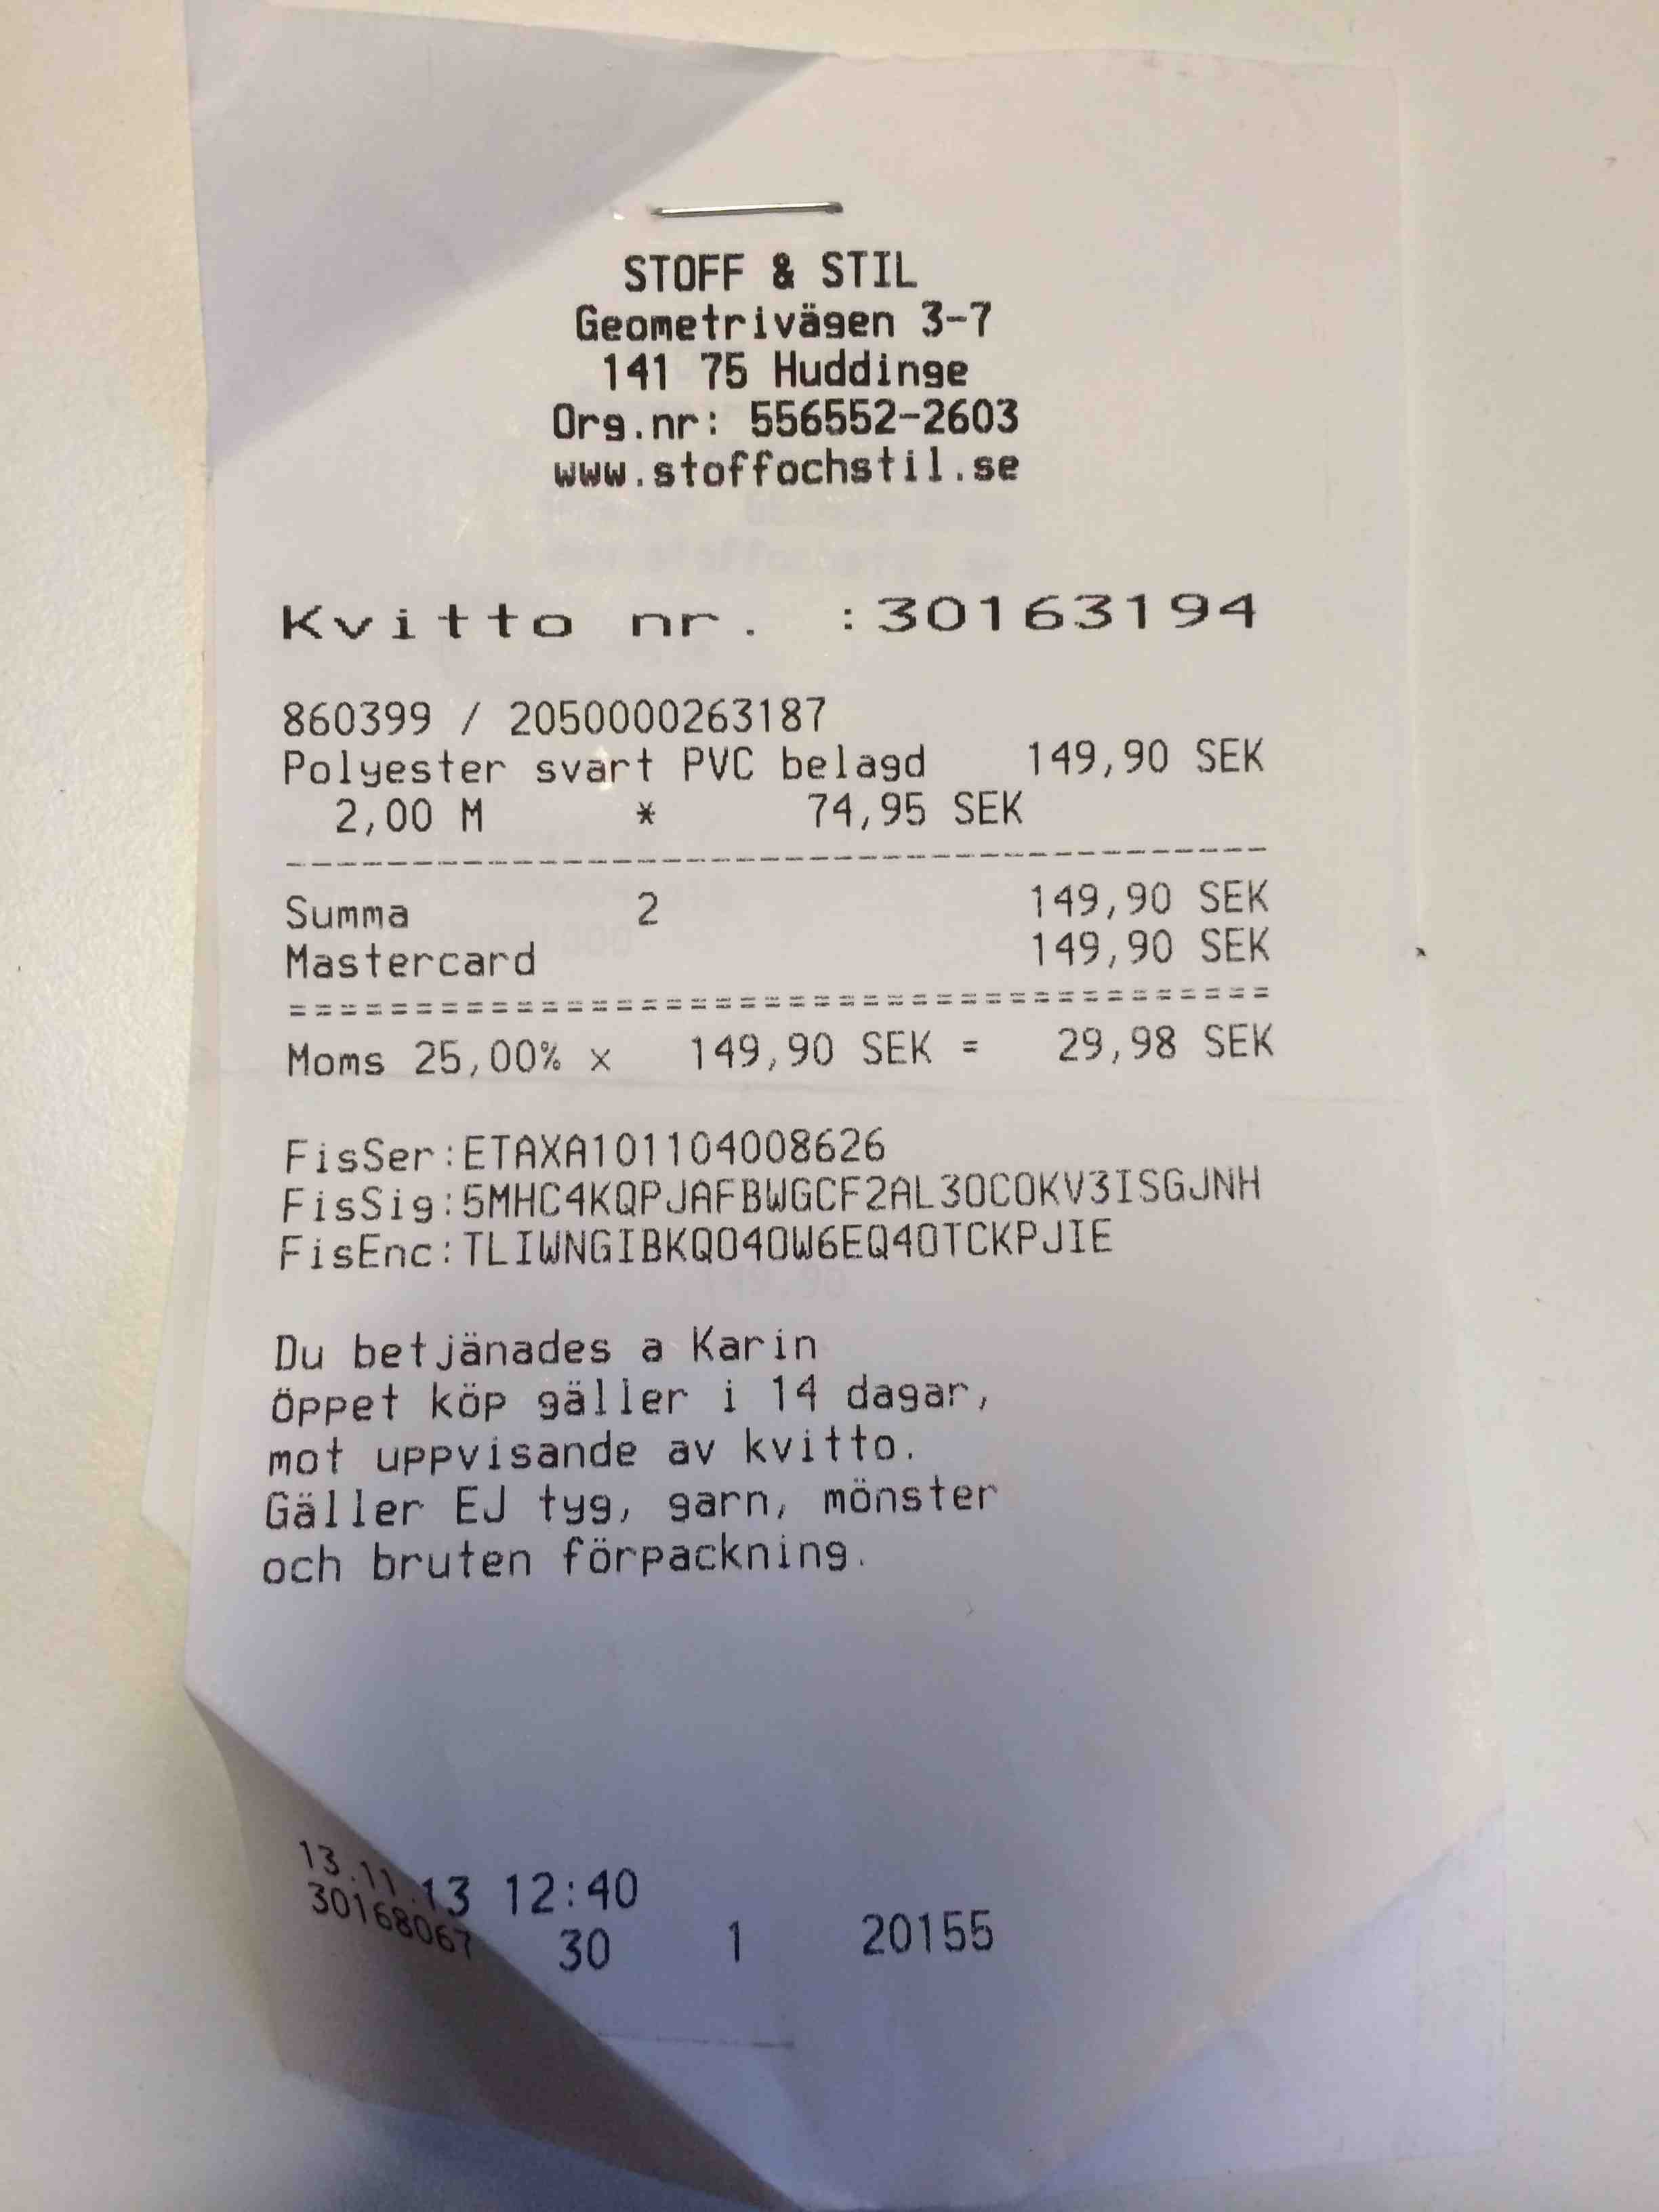 STOFF & STIL
Geometrivägen 3-7
141 75 Huddinge
Org.nr: 556552-2603
www.stoffochstil.se
Kvitto nr. :30163194
860399 / 2050000263187
Polyester svart PVC belagd 149,90 SEK
2,00 M * 74,95 SEK
Summa 2 149,90 SEK
Mastercard 149,90 SEK
Moms 25,00% x 149,90 SEK = 29,98 SEK
FisSer:ETAXA101104008626
FisSig:5MHC4KQPJAFBWGCF2AL3OCOKV3ISGJNH
FisEnc:TLIWNGIBKQO4OW6EQ4OTCKPJIE
Du betjänades a Karin
Öppet köp gäller i 14 dagar,
mot uppvisande av kvitto.
Gäller EJ tyg, garn, mönster
och bruten förpackning.
13.11.13 12:40
30168067 30 1 20155